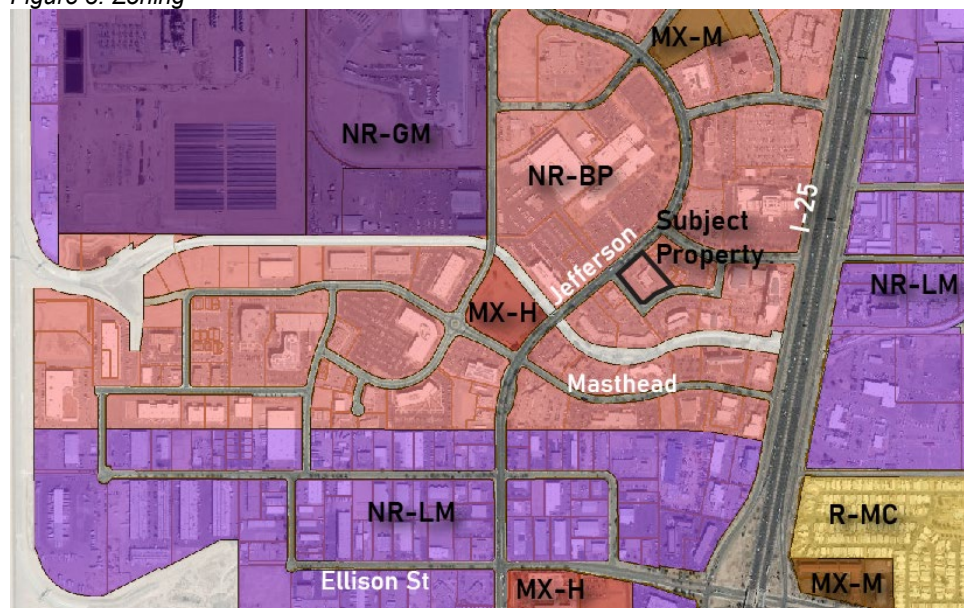 Figure 3: Zoning
MX-M
NR-GM
NR-BP
I-25
Subject
Property
Jefferson
NR-LM
MX-H
Masthead
NR-LM
R-MC
Ellison St
MX-H
MX-M